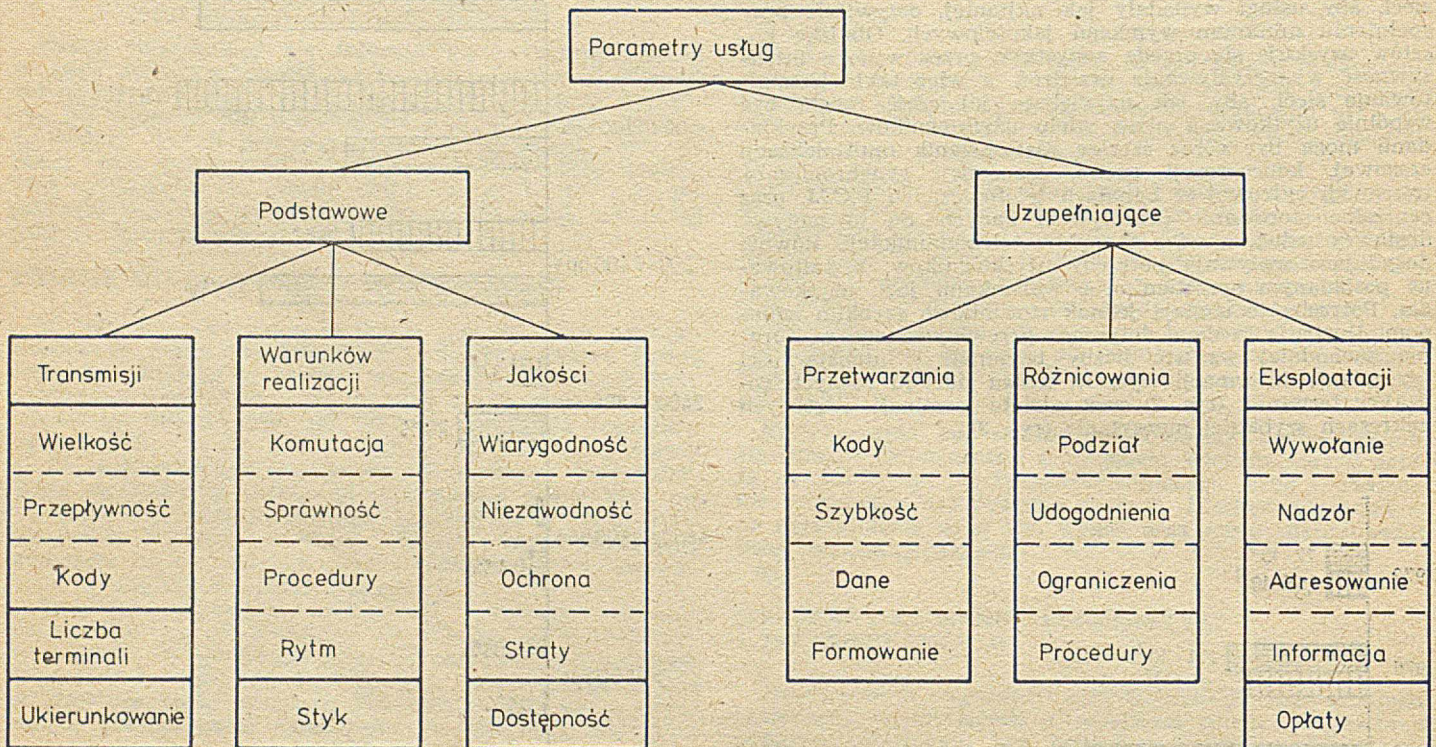 Parametry usług
Podstawowe
Uzupełniające
Transmisji
Wielkość
Przepływność
Kody
Liczba
terminali
Ukierunkowanie
Warunków
realizacji
Komutacja
Sprawność
Procedury
Rytm
Styk
Jakości
Wiarygodność
Niezawodność
Ochrona
Straty
Dostępność
Przetwarzania
Kody
Szybkość
Dane
Formowanie
Różnicowania
Podział
Udogodnienia
Ograniczenia
Procedury
Eksploatacji
Wywołanie
Nadzór
Adresowanie
Informacja
Opłaty